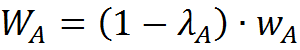 W_A = (1 − λ_A) · w_A